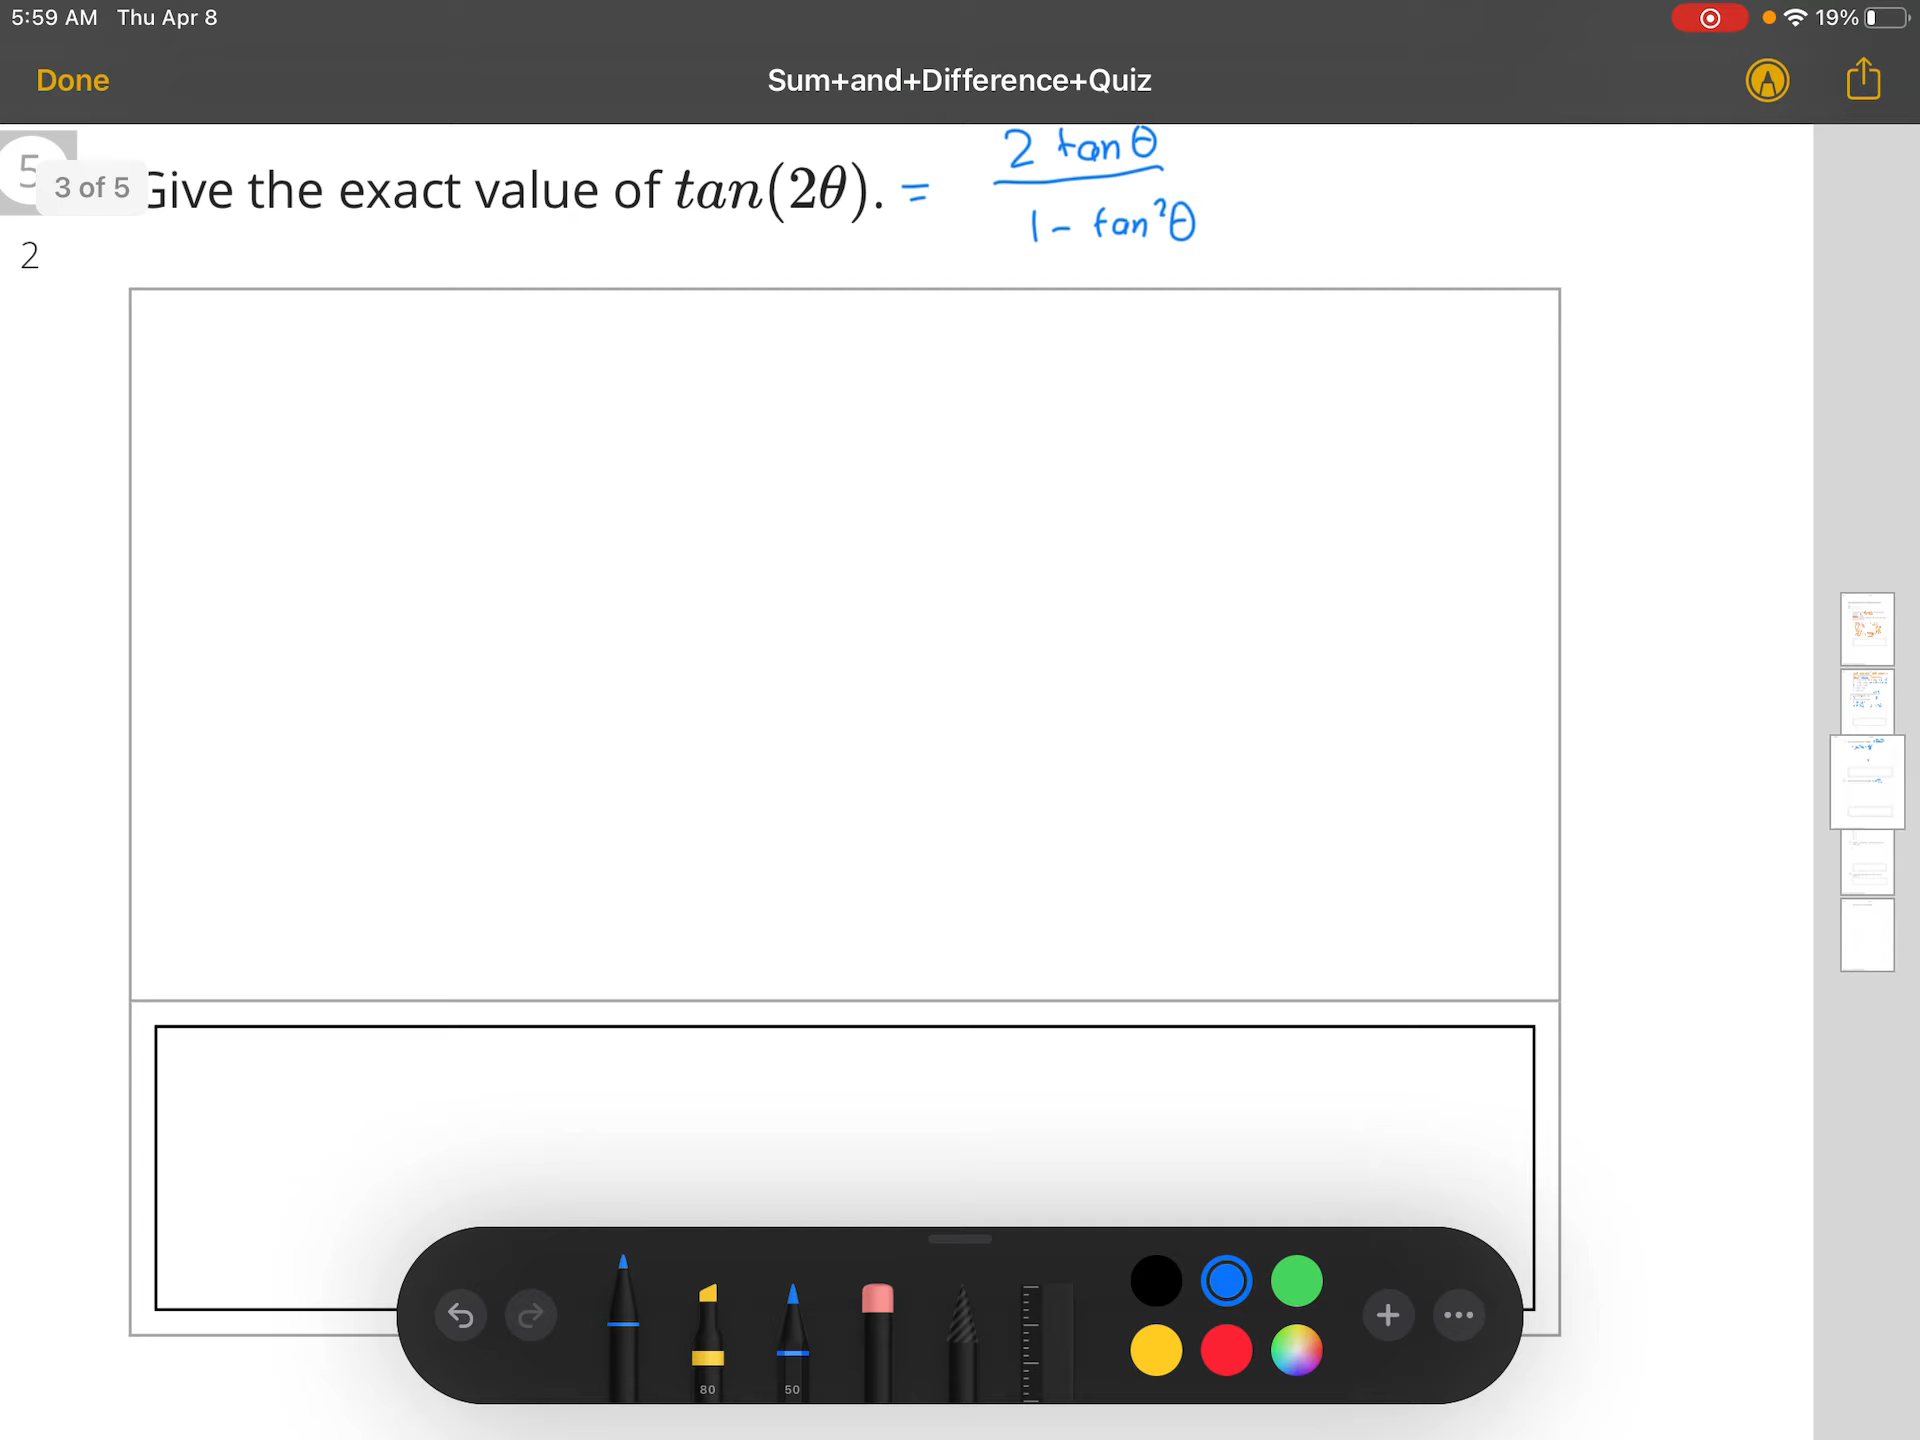 5:59 AM Thu Apr 8
19%
Done
Sum+and+Difference+Quiz
5
3 of 5
Give the exact value of tan(2θ). = 2 tan θ
1 - tan²θ
2
80
50